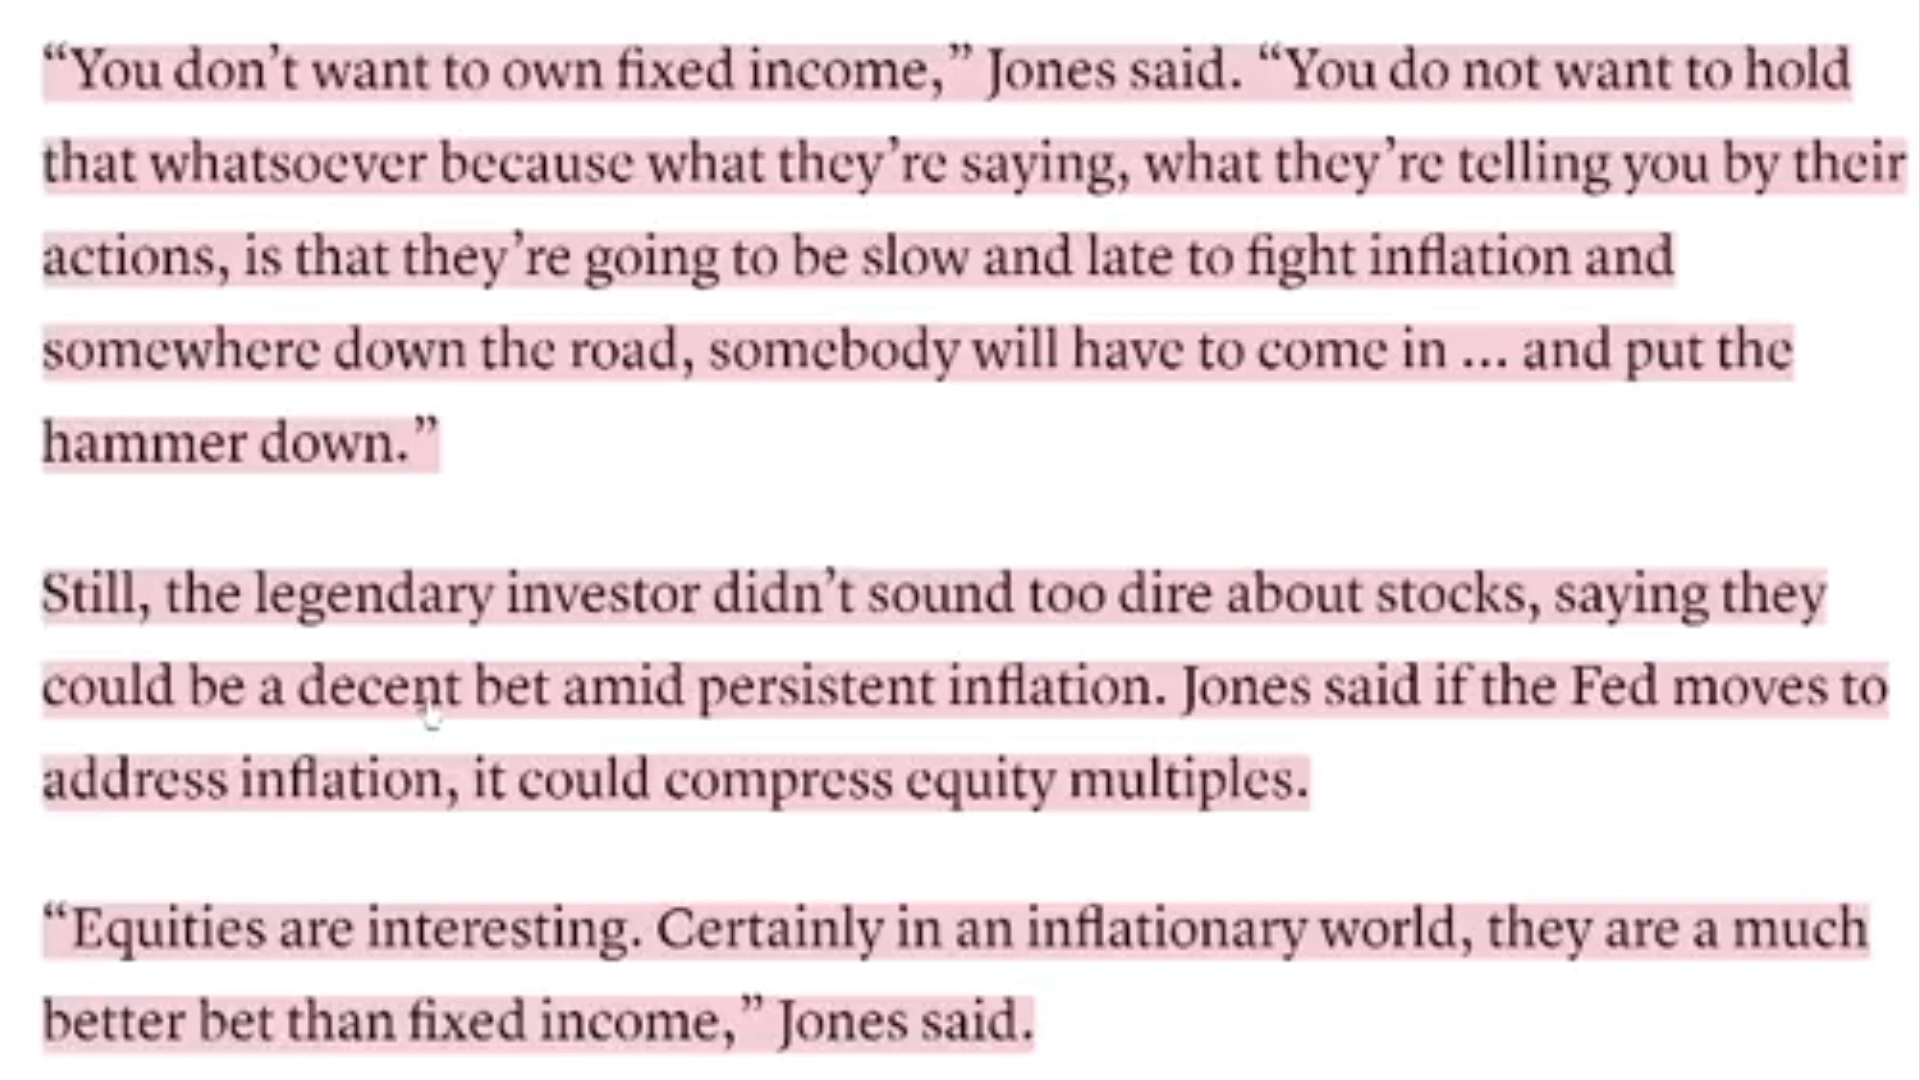 “You don’t want to own fixed income,” Jones said. “You do not want to hold
that whatsoever because what they’re saying, what they’re telling you by their
actions, is that they’re going to be slow and late to fight inflation and
somewhere down the road, somebody will have to come in ... and put the
hammer down.”
Still, the legendary investor didn’t sound too dire about stocks, saying they
could be a decent bet amid persistent inflation. Jones said if the Fed moves to
address inflation, it could compress equity multiples.
“Equities are interesting. Certainly in an inflationary world, they are a much
better bet than fixed income,” Jones said.